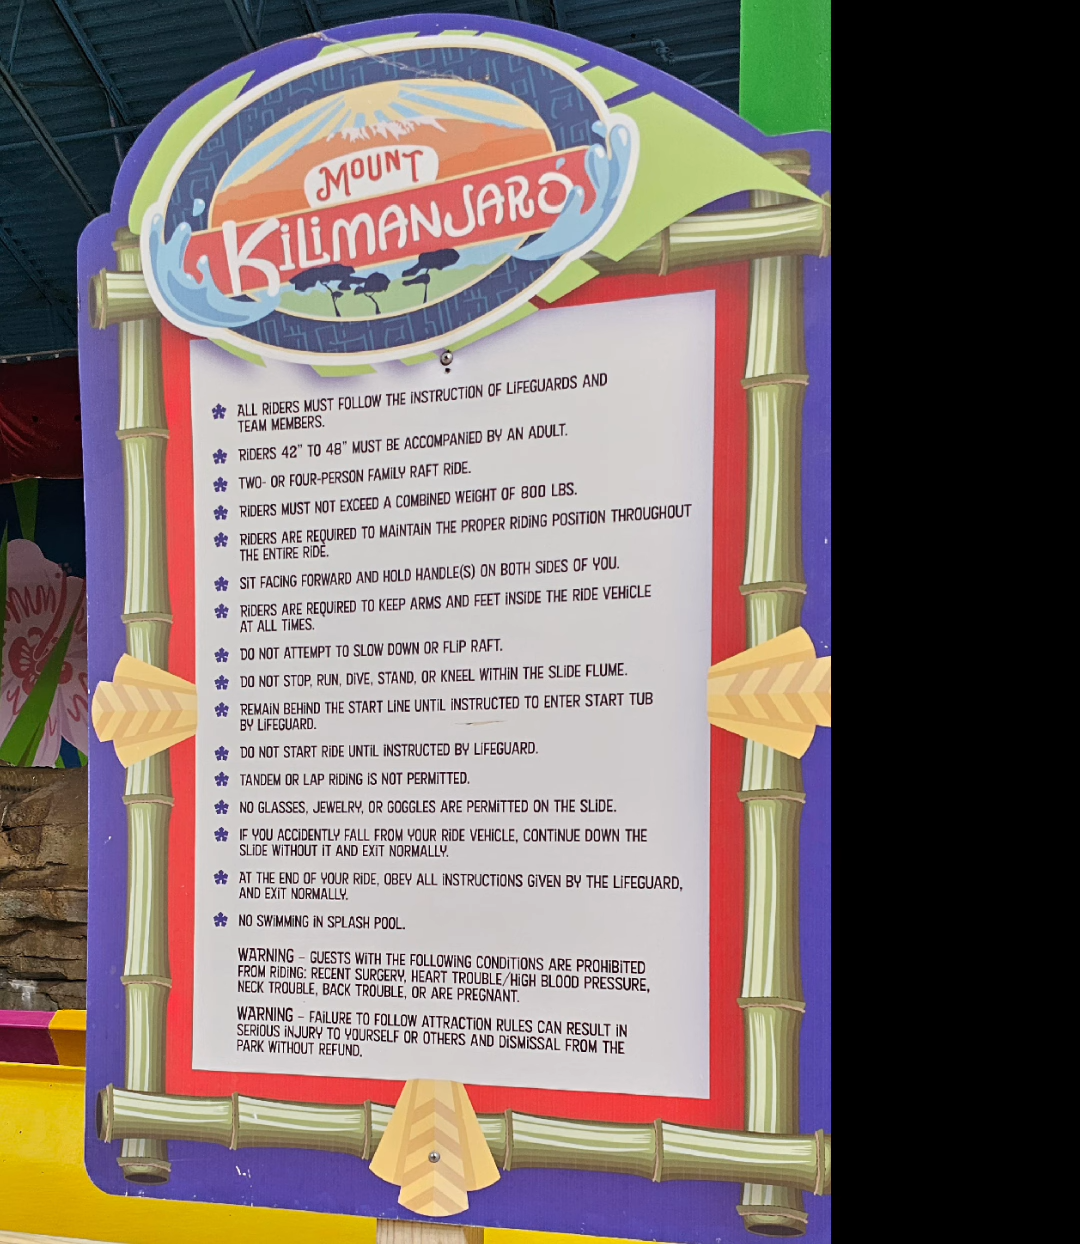 MOUNT
KILIMANJARO
ALL RIDERS MUST FOLLOW THE INSTRUCTION OF LIFEGUARDS AND
TEAM MEMBERS.
RIDERS 42" TO 48" MUST BE ACCOMPANIED BY AN ADULT.
TWO- OR FOUR-PERSON FAMILY RAFT RIDE.
RIDERS MUST NOT EXCEED A COMBINED WEIGHT OF 800 LBS.
RIDERS ARE REQUIRED TO MAINTAIN THE PROPER RIDING POSITION THROUGHOUT
THE ENTIRE RIDE.
SIT FACING FORWARD AND HOLD HANDLE(S) ON BOTH SIDES OF YOU.
RIDERS ARE REQUIRED TO KEEP ARMS AND FEET INSIDE THE RIDE VEHICLE
AT ALL TIMES.
DO NOT ATTEMPT TO SLOW DOWN OR FLIP RAFT.
DO NOT STOP, RUN, DIVE, STAND, OR KNEEL WITHIN THE SLIDE FLUME.
REMAIN BEHIND THE START LINE UNTIL INSTRUCTED TO ENTER START TUB
BY LIFEGUARD.
DO NOT START RIDE UNTIL INSTRUCTED BY LIFEGUARD.
TANDEM OR LAP RIDING IS NOT PERMITTED.
NO GLASSES, JEWELRY, OR GOGGLES ARE PERMITTED ON THE SLIDE.
IF YOU ACCIDENTLY FALL FROM YOUR RIDE VEHICLE, CONTINUE DOWN THE
SLIDE WITHOUT IT AND EXIT NORMALLY.
AT THE END OF YOUR RIDE, OBEY ALL INSTRUCTIONS GIVEN BY THE LIFEGUARD,
AND EXIT NORMALLY.
NO SWIMMING IN SPLASH POOL.
WARNING – GUESTS WITH THE FOLLOWING CONDITIONS ARE PROHIBITED
FROM RIDING: RECENT SURGERY, HEART TROUBLE/HIGH BLOOD PRESSURE,
NECK TROUBLE, BACK TROUBLE, OR ARE PREGNANT.
WARNING – FAILURE TO FOLLOW ATTRACTION RULES CAN RESULT IN
SERIOUS INJURY TO YOURSELF OR OTHERS AND DISMISSAL FROM THE
PARK WITHOUT REFUND.